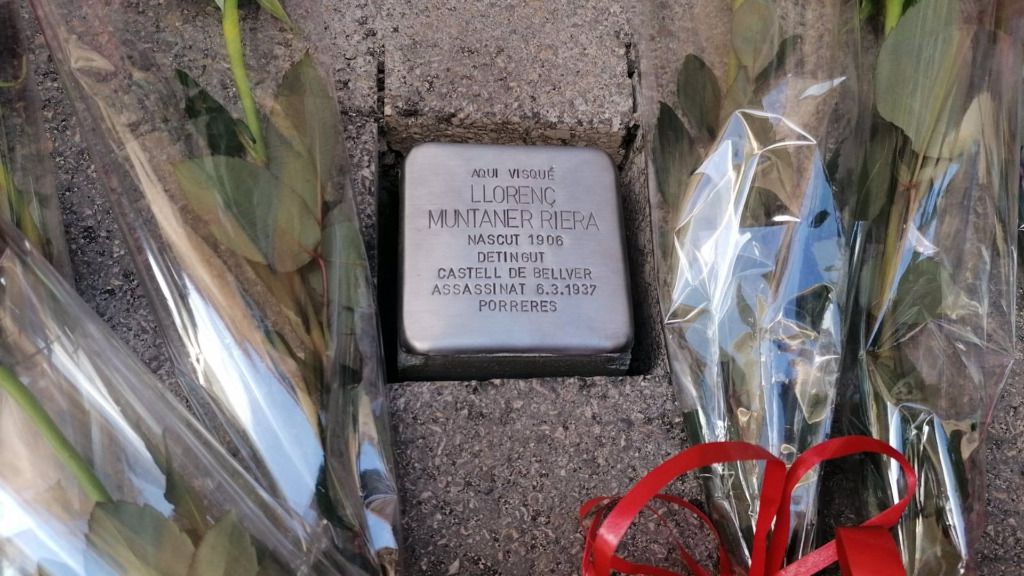 AQUI VISQUÉ
LLORENÇ
MUNTANER RIERA
NASCUT 1906
DETINGUT
CASTELL DE BELLVER
ASSASSINAT 6.3.1937
PORRERES